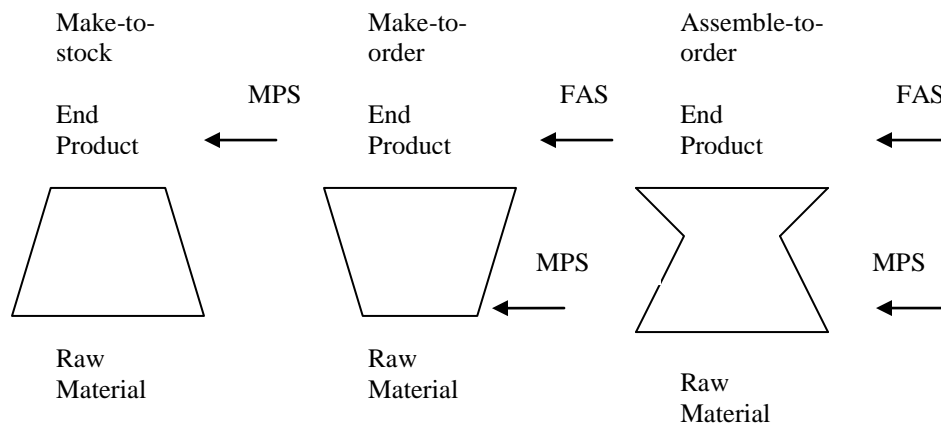 Make-to-
stock
Make-to-
order
Assemble-to-
order
MPS
FAS
FAS
End
Product
End
Product
End
Product
MPS
MPS
Raw
Material
Raw
Material
Raw
Material